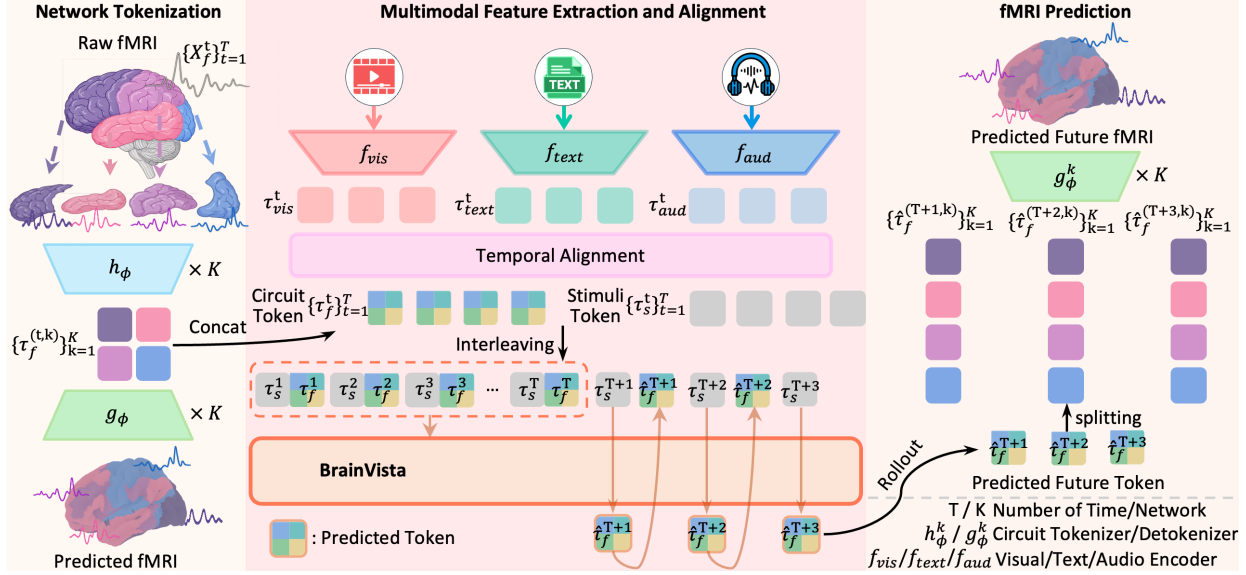 Network Tokenization
Raw fMRI
{X_f^t}_{t=1}^T
h_ϕ × K
{τ_f^(t,k)}_{k=1}^K
Concat
g_ϕ × K
Predicted fMRI
Multimodal Feature Extraction and Alignment
TEXT
f_vis f_text f_aud
τ_vis^t τ_text^t τ_aud^t
Temporal Alignment
Circuit Token {τ_f^t}_{t=1}^T
Stimuli Token {τ_s^t}_{t=1}^T
Interleaving
τ_s^1 τ_f^1 τ_s^2 τ_f^2 τ_s^3 τ_f^3 ... τ_s^T τ_f^T τ_s^T+1 τ̂_f^T+1 τ_s^T+2 τ̂_f^T+2 τ_s^T+3
BrainVista
: Predicted Token
τ̂_f^T+1 τ̂_f^T+2 τ̂_f^T+3
Rollout
fMRI Prediction
Predicted Future fMRI
g_ϕ^k × K
{τ̂_f^(T+1,k)}_{k=1}^K {τ̂_f^(T+2,k)}_{k=1}^K {τ̂_f^(T+3,k)}_{k=1}^K
splitting
τ̂_f^T+1 τ̂_f^T+2 τ̂_f^T+3
Predicted Future Token
T / K Number of Time/Network
h_ϕ^k / g_ϕ^k Circuit Tokenizer/Detokenizer
f_vis/f_text/f_aud Visual/Text/Audio Encoder